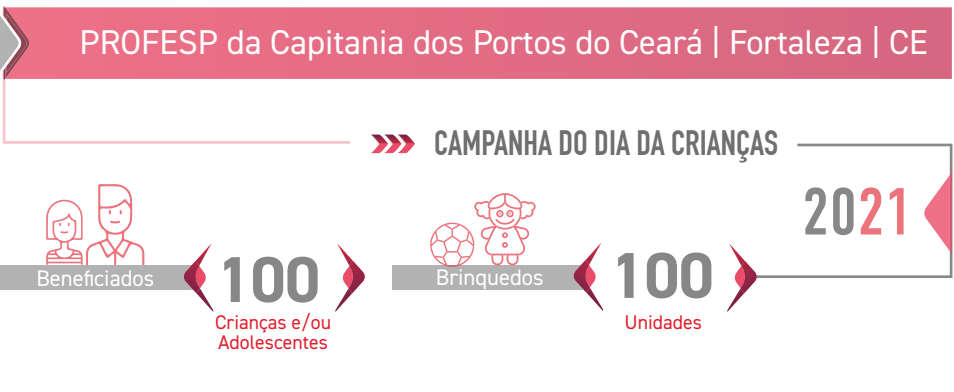 PROFESP da Capitania dos Portos do Ceará | Fortaleza | CE
CAMPANHA DO DIA DA CRIANÇAS
2021
Beneficiados
100
Crianças e/ou
Adolescentes
Brinquedos
100
Unidades